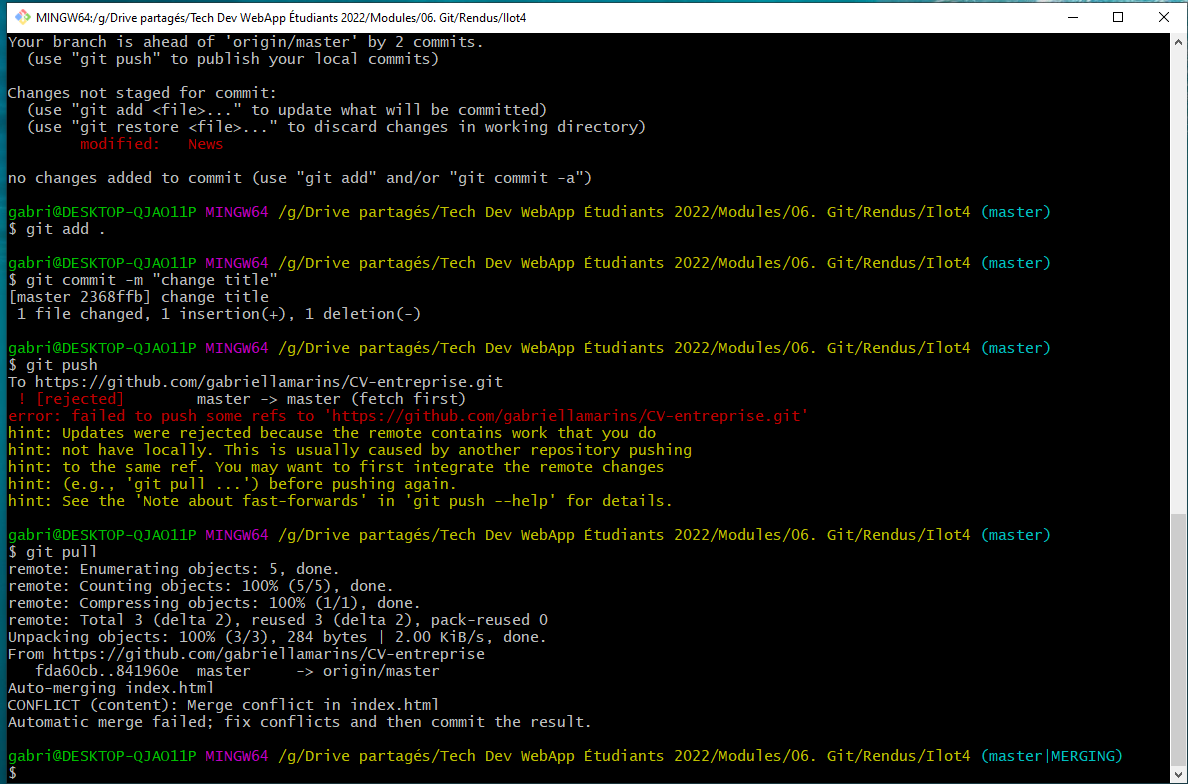 MINGW64:/g/Drive partagés/Tech Dev WebApp Étudiants 2022/Modules/06. Git/Rendus/Ilot4
Your branch is ahead of 'origin/master' by 2 commits.
  (use "git push" to publish your local commits)

Changes not staged for commit:
  (use "git add <file>..." to update what will be committed)
  (use "git restore <file>..." to discard changes in working directory)
        modified:   News

no changes added to commit (use "git add" and/or "git commit -a")

gabri@DESKTOP-QJAO11P MINGW64 /g/Drive partagés/Tech Dev WebApp Étudiants 2022/Modules/06. Git/Rendus/Ilot4 (master)
$ git add .

gabri@DESKTOP-QJAO11P MINGW64 /g/Drive partagés/Tech Dev WebApp Étudiants 2022/Modules/06. Git/Rendus/Ilot4 (master)
$ git commit -m "change title"
[master 2368ffb] change title
 1 file changed, 1 insertion(+), 1 deletion(-)

gabri@DESKTOP-QJAO11P MINGW64 /g/Drive partagés/Tech Dev WebApp Étudiants 2022/Modules/06. Git/Rendus/Ilot4 (master)
$ git push
To https://github.com/gabriellamarins/CV-entreprise.git
 ! [rejected]        master -> master (fetch first)
error: failed to push some refs to 'https://github.com/gabriellamarins/CV-entreprise.git'
hint: Updates were rejected because the remote contains work that you do
hint: not have locally. This is usually caused by another repository pushing
hint: to the same ref. You may want to first integrate the remote changes
hint: (e.g., 'git pull ...') before pushing again.
hint: See the 'Note about fast-forwards' in 'git push --help' for details.

gabri@DESKTOP-QJAO11P MINGW64 /g/Drive partagés/Tech Dev WebApp Étudiants 2022/Modules/06. Git/Rendus/Ilot4 (master)
$ git pull
remote: Enumerating objects: 5, done.
remote: Counting objects: 100% (5/5), done.
remote: Compressing objects: 100% (1/1), done.
remote: Total 3 (delta 2), reused 3 (delta 2), pack-reused 0
Unpacking objects: 100% (3/3), 284 bytes | 2.00 KiB/s, done.
From https://github.com/gabriellamarins/CV-entreprise
   fda60cb..841960e  master     -> origin/master
Auto-merging index.html
CONFLICT (content): Merge conflict in index.html
Automatic merge failed; fix conflicts and then commit the result.

gabri@DESKTOP-QJAO11P MINGW64 /g/Drive partagés/Tech Dev WebApp Étudiants 2022/Modules/06. Git/Rendus/Ilot4 (master|MERGING)
$